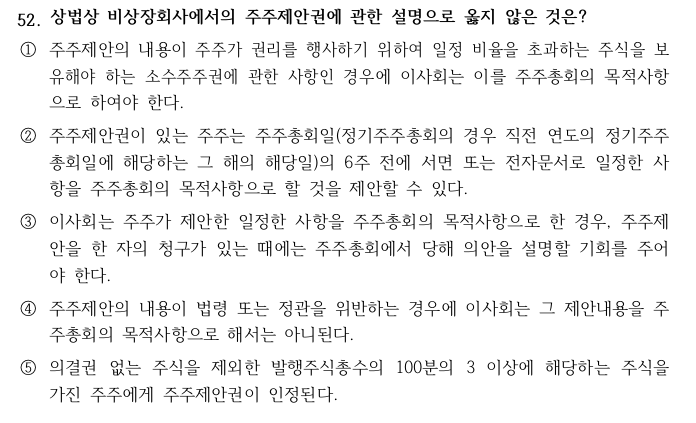 52. 상법상 비상장회사에서의 주주제안권에 관한 설명으로 옳지 않은 것은?
① 주주제안의 내용이 주주가 권리를 행사하기 위하여 일정 비율을 초과하는 주식을 보
유해야 하는 소수주주권에 관한 사항인 경우에 이사회는 이를 주주총회의 목적사항
으로 하여야 한다.
② 주주제안권이 있는 주주는 주주총회일(정기주주총회의 경우 직전 연도의 정기주주
총회일에 해당하는 그 해의 해당일)의 6주 전에 서면 또는 전자문서로 일정한 사
항을 주주총회의 목적사항으로 할 것을 제안할 수 있다.
③ 이사회는 주주가 제안한 일정한 사항을 주주총회의 목적사항으로 한 경우, 주주제
안을 한 자의 청구가 있는 때에는 주주총회에서 당해 의안을 설명할 기회를 주어
야 한다.
④ 주주제안의 내용이 법령 또는 정관을 위반하는 경우에 이사회는 그 제안내용을 주
주총회의 목적사항으로 해서는 아니된다.
⑤ 의결권 없는 주식을 제외한 발행주식총수의 100분의 3 이상에 해당하는 주식을
가진 주주에게 주주제안권이 인정된다.